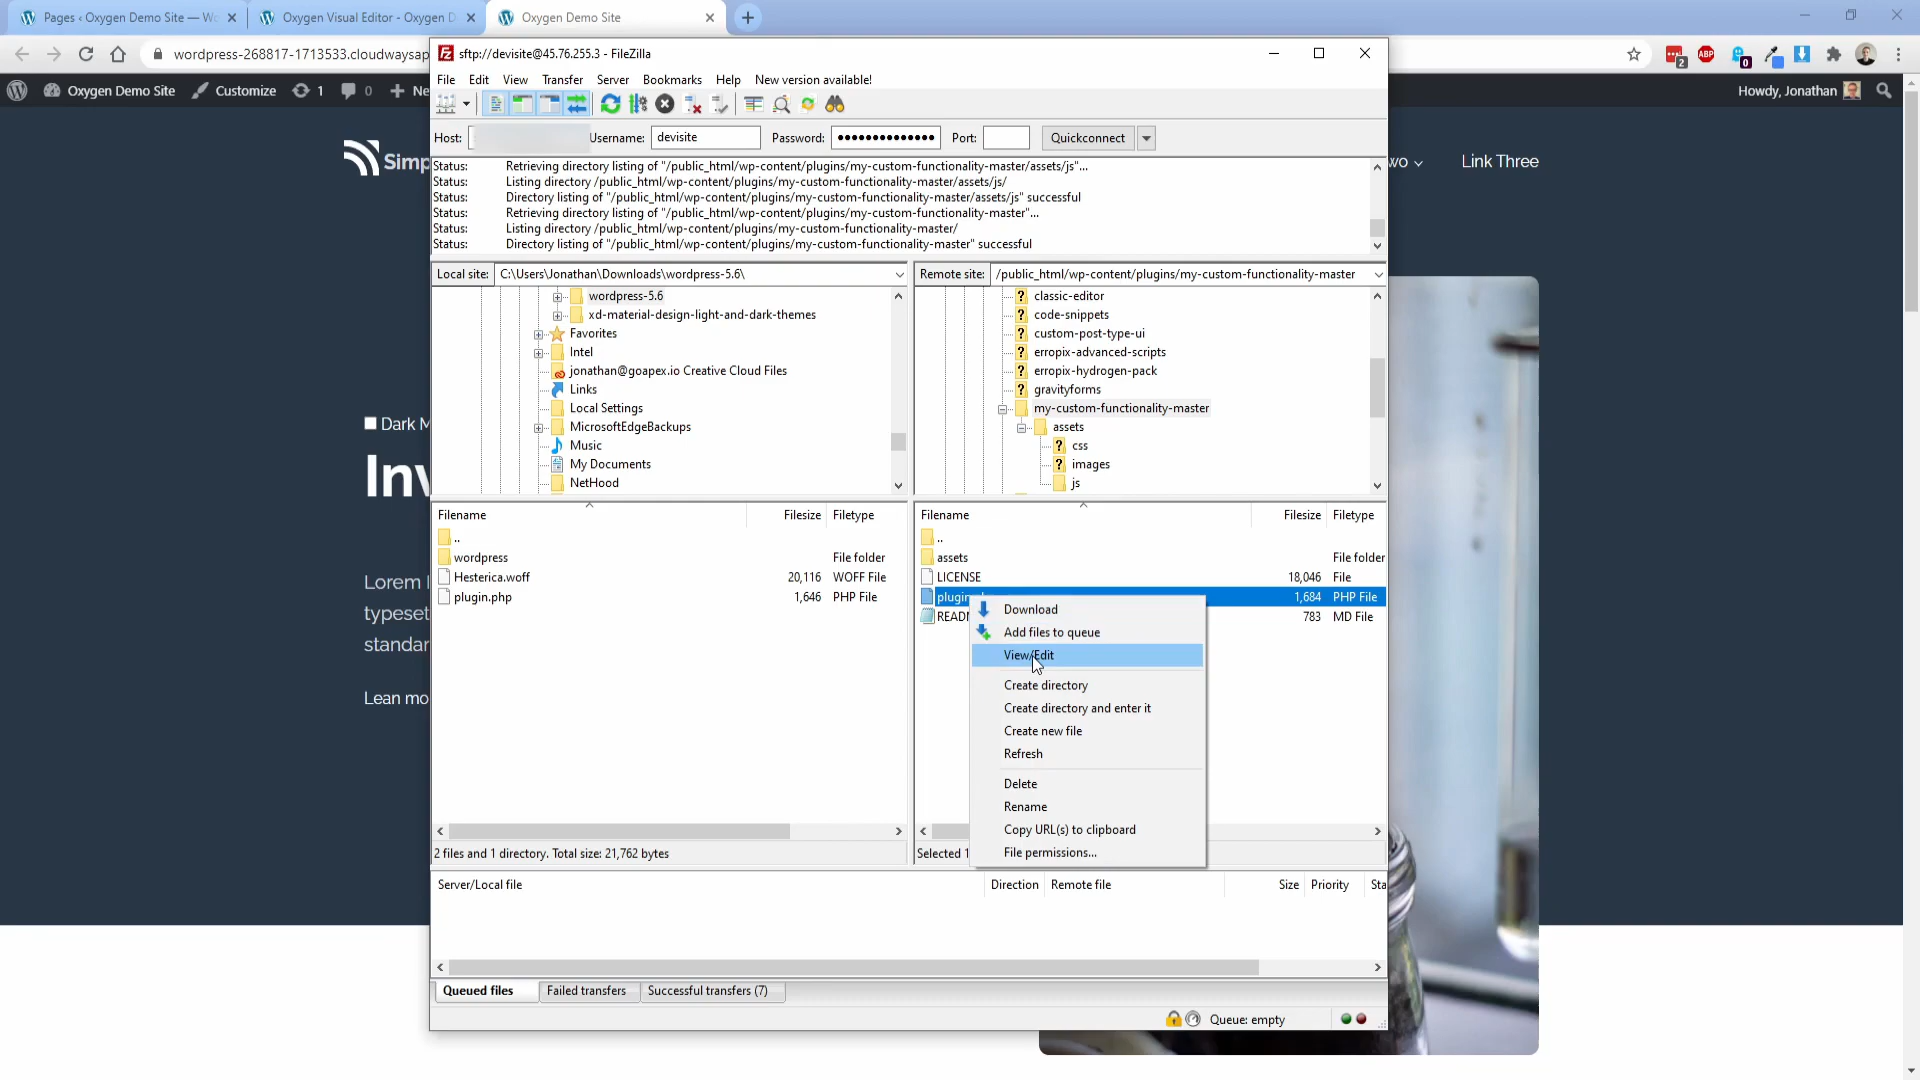 Pages ‹ Oxygen Demo Site — Wo
Oxygen Visual Editor - Oxygen D
Oxygen Demo Site
wordpress-268817-1713533.cloudwaysap
Oxygen Demo Site
Customize
1
0
Ne
Howdy, Jonathan
ABP
2
0
sftp://devisite@45.76.255.3 - FileZilla
File Edit View Transfer Server Bookmarks Help New version available!
Host: Username: devisite Password: ●●●●●●●●●●●●●● Port: Quickconnect
Status: Retrieving directory listing of "/public_html/wp-content/plugins/my-custom-functionality-master/assets/js"...
Status: Listing directory /public_html/wp-content/plugins/my-custom-functionality-master/assets/js/
Status: Directory listing of "/public_html/wp-content/plugins/my-custom-functionality-master/assets/js" successful
Status: Retrieving directory listing of "/public_html/wp-content/plugins/my-custom-functionality-master"...
Status: Listing directory /public_html/wp-content/plugins/my-custom-functionality-master/
Status: Directory listing of "/public_html/wp-content/plugins/my-custom-functionality-master" successful
Local site: C:\Users\Jonathan\Downloads\wordpress-5.6\
wordpress-5.6
xd-material-design-light-and-dark-themes
Favorites
Intel
jonathan@goapex.io Creative Cloud Files
Links
Local Settings
MicrosoftEdgeBackups
Music
My Documents
NetHood
Remote site: /public_html/wp-content/plugins/my-custom-functionality-master
classic-editor
code-snippets
custom-post-type-ui
erropix-advanced-scripts
erropix-hydrogen-pack
gravityforms
my-custom-functionality-master
assets
css
images
js
Filename Filesize Filetype
..
wordpress File folder
Hesterica.woff 20,116 WOFF File
plugin.php 1,646 PHP File
2 files and 1 directory. Total size: 21,762 bytes
Filename Filesize Filetype
..
assets File folder
LICENSE 18,046 File
plugin 1,684 PHP File
READ 783 MD File
Selected 1
Download
Add files to queue
View/Edit
Create directory
Create directory and enter it
Create new file
Refresh
Delete
Rename
Copy URL(s) to clipboard
File permissions...
Server/Local file Direction Remote file Size Priority Sta
Queued files Failed transfers Successful transfers (7)
Queue: empty
Simp
wo
Link Three
Dark M
Inv
Lorem I
typeset
standar
Lean mo